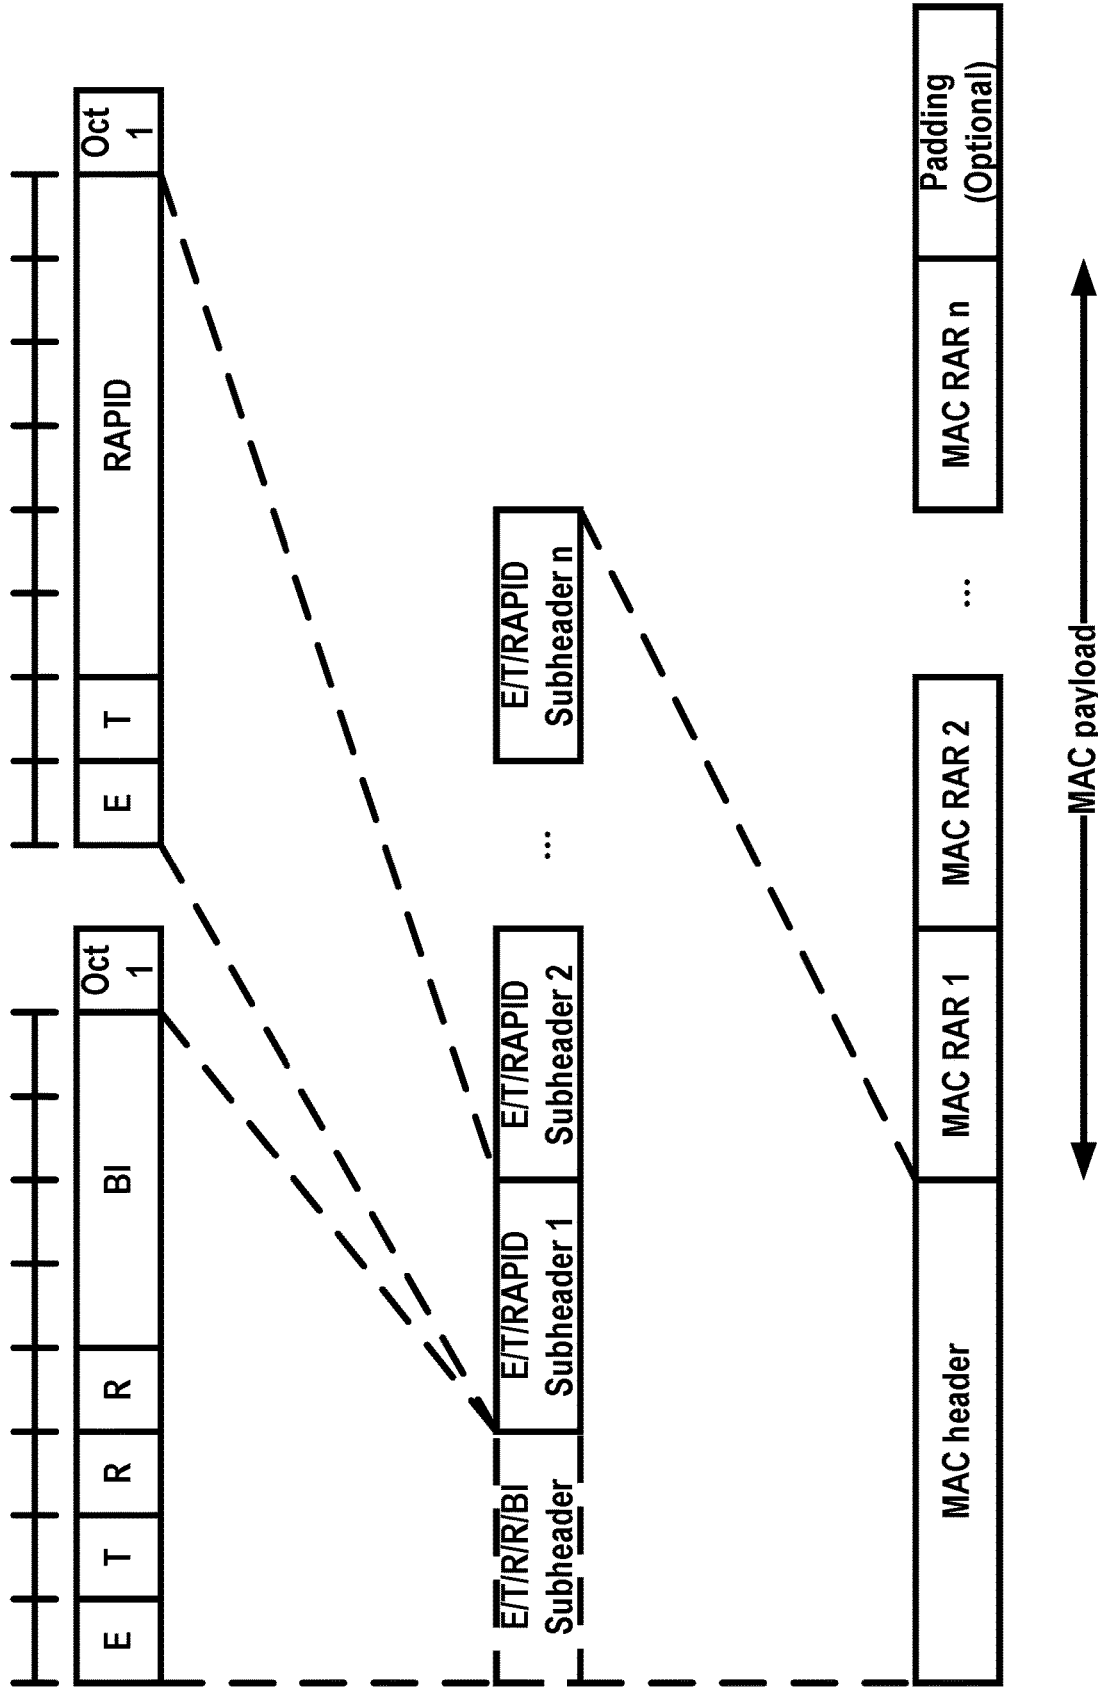 E
T
R
R
BI
Oct
1
E
T
RAPID
Oct
1
E/T/R/R/BI
Subheader
E/T/RAPID
Subheader 1
E/T/RAPID
Subheader 2
...
E/T/RAPID
Subheader n
MAC header
MAC RAR 1
MAC RAR 2
...
MAC RAR n
Padding
(Optional)
MAC payload